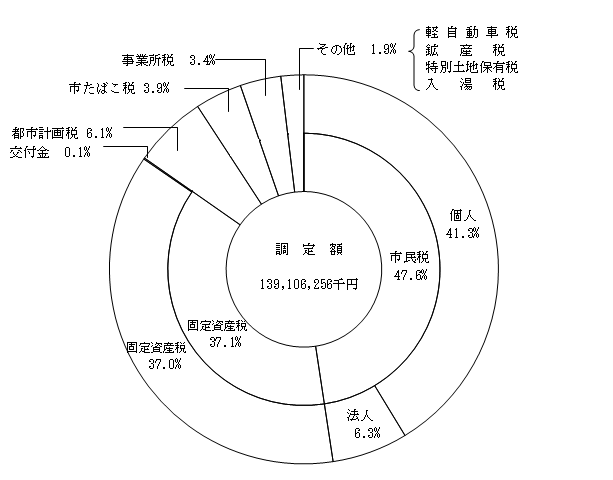 その他 1.9%
軽自動車税
鉱産税
特別土地保有税
入湯税
事業所税 3.4%
市たばこ税 3.9%
都市計画税 6.1%
交付金 0.1%
個人
41.3%
調定額
139,106,256千円
市民税
47.6%
固定資産税
37.1%
固定資産税
37.0%
法人
6.3%